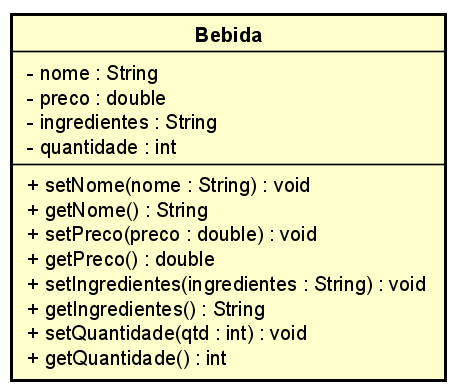 Bebida
- nome : String
- preco : double
- ingredientes : String
- quantidade : int
+ setNome(nome : String) : void
+ getNome() : String
+ setPreco(preco : double) : void
+ getPreco() : double
+ setIngredientes(ingredientes : String) : void
+ getIngredientes() : String
+ setQuantidade(qtd : int) : void
+ getQuantidade() : int